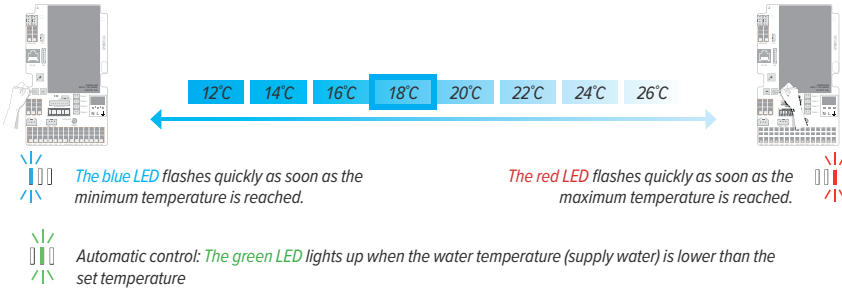 12°C 14°C 16°C 18°C 20°C 22°C 24°C 26°C
The blue LED flashes quickly as soon as the
minimum temperature is reached.
The red LED flashes quickly as soon as the
maximum temperature is reached.
Automatic control: The green LED lights up when the water temperature (supply water) is lower than the
set temperature